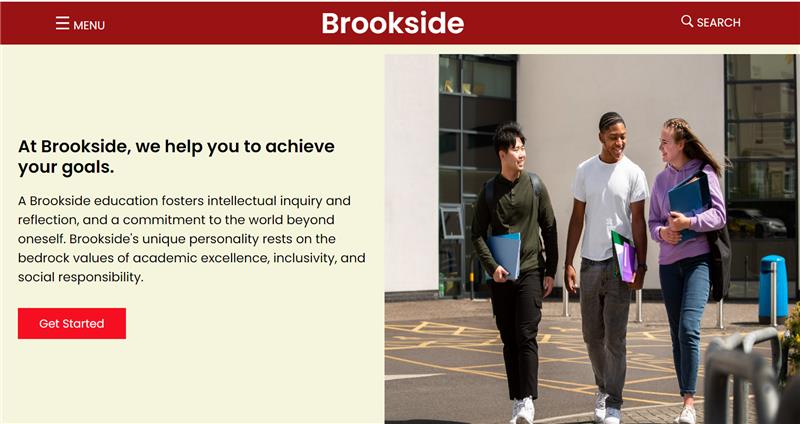 ☰ MENU
Brookside
SEARCH
At Brookside, we help you to achieve
your goals.
A Brookside education fosters intellectual inquiry and
reflection, and a commitment to the world beyond
oneself. Brookside's unique personality rests on the
bedrock values of academic excellence, inclusivity, and
social responsibility.
Get Started